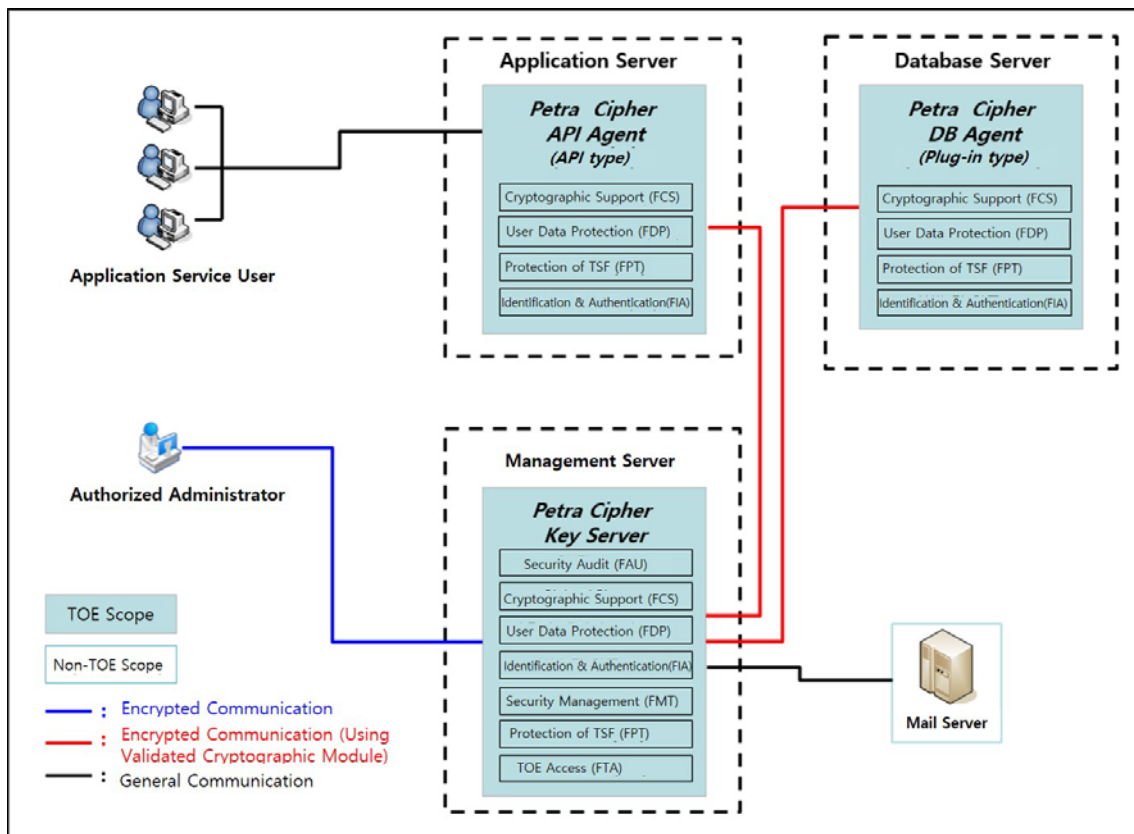 Application Server
Petra Cipher
API Agent
(API type)
Cryptographic Support (FCS)
User Data Protection (FDP)
Protection of TSF (FPT)
Identification & Authentication(FIA)
Database Server
Petra Cipher
DB Agent
(Plug-in type)
Cryptographic Support (FCS)
User Data Protection (FDP)
Protection of TSF (FPT)
Identification & Authentication(FIA)
Application Service User
Authorized Administrator
Management Server
Petra Cipher
Key Server
Security Audit (FAU)
Cryptographic Support (FCS)
User Data Protection (FDP)
Identification & Authentication(FIA)
Security Management (FMT)
Protection of TSF (FPT)
TOE Access (FTA)
Mail Server
TOE Scope
Non-TOE Scope
: Encrypted Communication
: Encrypted Communication (Using
Validated Cryptographic Module)
: General Communication